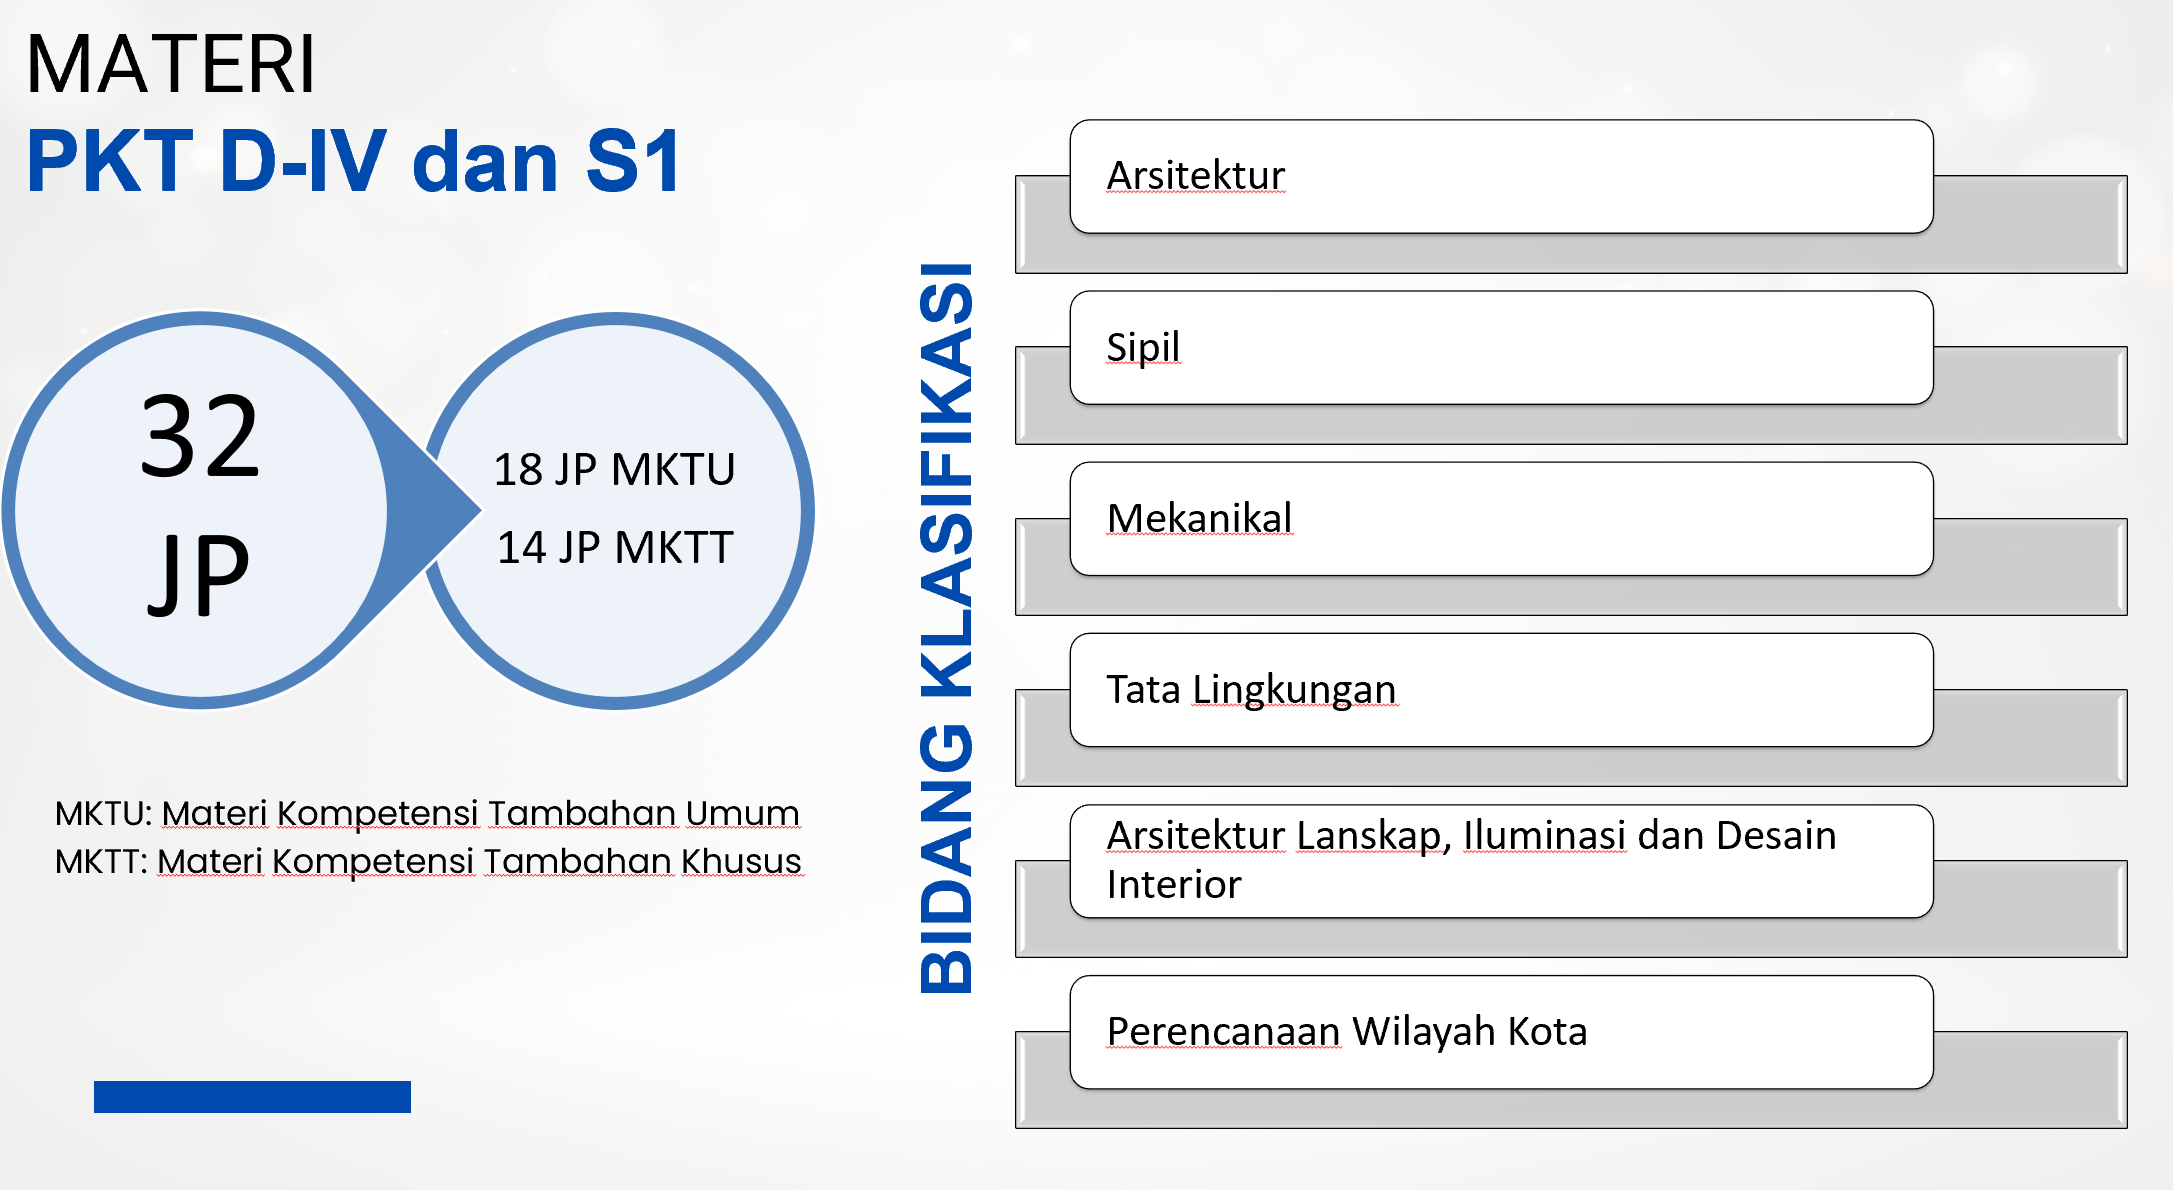 MATERI
PKT D-IV dan S1
32
JP
18 JP MKTU
14 JP MKTT
MKTU: Materi Kompetensi Tambahan Umum
MKTT: Materi Kompetensi Tambahan Khusus
BIDANG KLASIFIKASI
Arsitektur
Sipil
Mekanikal
Tata Lingkungan
Arsitektur Lanskap, Iluminasi dan Desain
Interior
Perencanaan Wilayah Kota